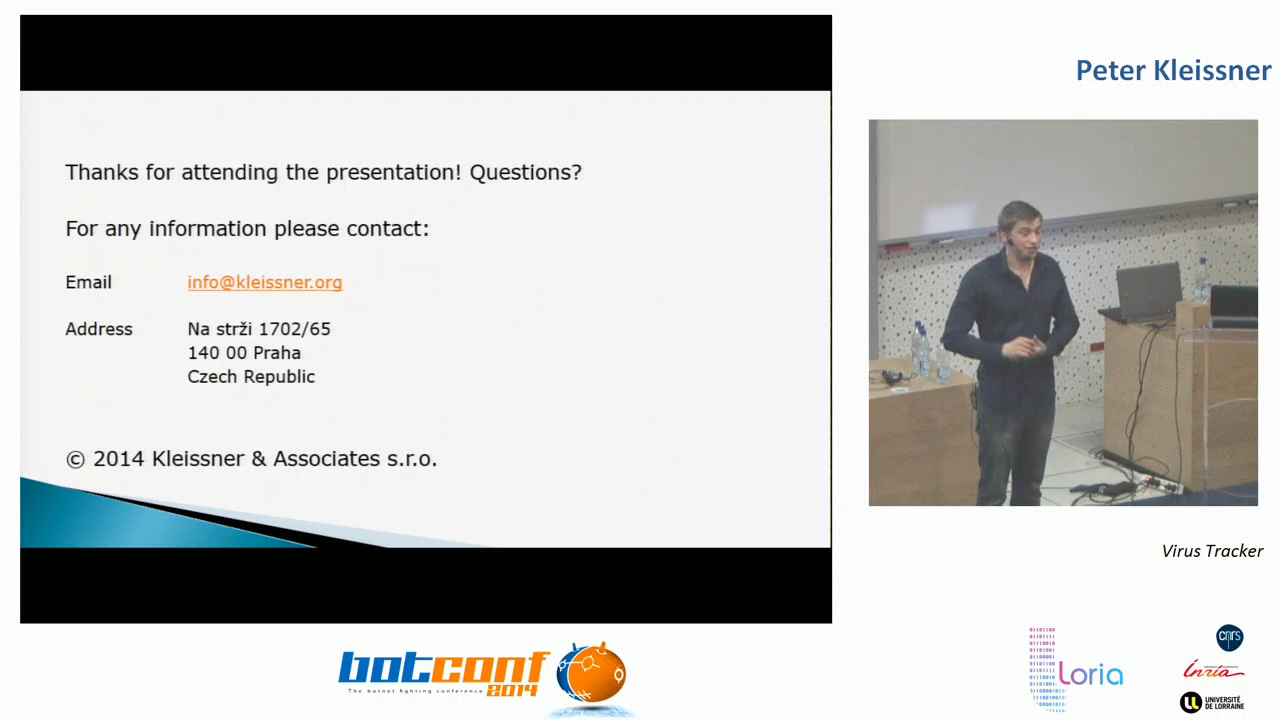 Peter Kleissner
Thanks for attending the presentation! Questions?
For any information please contact:
Email info@kleissner.org
Address Na strži 1702/65
140 00 Praha
Czech Republic
© 2014 Kleissner & Associates s.r.o.
Virus Tracker
botconf
2014
The botnet fighting conference
Loria
cnrs
Inria
UNIVERSITÉ
DE LORRAINE